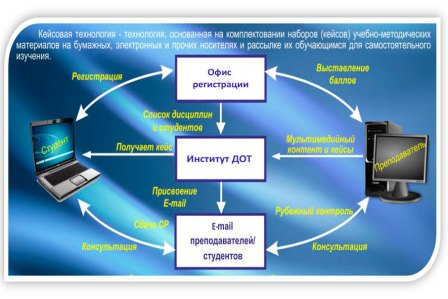 Кейсовая технология - технология, основанная на комплектовании наборов (кейсов) учебно-методических
материалов на бумажных, электронных и прочих носителях и рассылке их обучающимся для самостоятельного
изучения.
Регистрация
Офис
регистрации
Выставление
баллов
Список дисциплин
и студентов
Студент
Получает кейс
Институт ДОТ
Мультимедийный
контент и кейсы
Преподаватель
Присвоение
E-mail
Сдача СР
E-mail
преподавателей/
студентов
Рубежный контроль
Консультация
Консультация